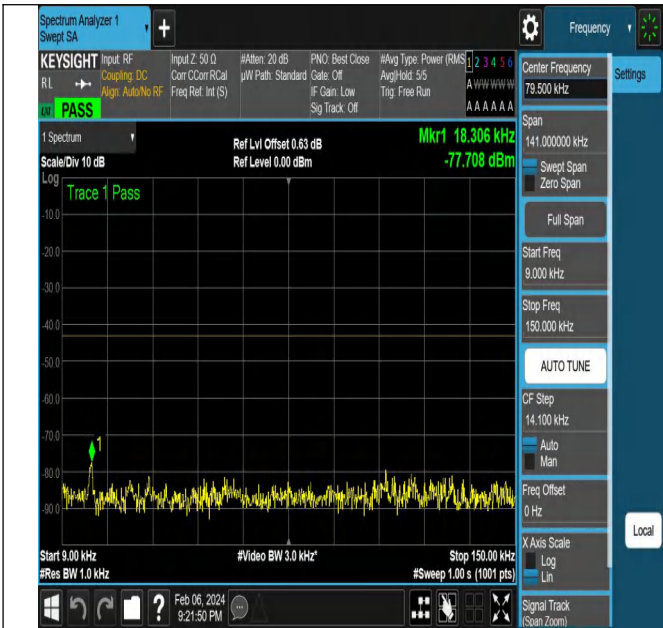 Spectrum Analyzer 1
Swept SA
Frequency
KEYSIGHT
RL
PASS
Input: RF
Coupling: DC
Align: Auto/No RF
Input Z: 50 Ω
Corr CCorr RCal
Freq Ref: Int (S)
#Atten: 20 dB
µW Path: Standard
PNO: Best Close
Gate: Off
IF Gain: Low
Sig Track: Off
#Avg Type: Power (RMS
Avg|Hold: 5/5
Trig: Free Run
1 2 3 4 5 6
A W W W W W
A A A A A A
1 Spectrum
Scale/Div 10 dB
Log
Ref Lvl Offset 0.63 dB
Ref Level 0.00 dBm
Mkr1 18.306 kHz
-77.708 dBm
Trace 1 Pass
-10.0
-20.0
-30.0
-40.0
-50.0
-60.0
-70.0
-80.0
-90.0
1
Start 9.00 kHz
#Res BW 1.0 kHz
#Video BW 3.0 kHz*
Stop 150.00 kHz
#Sweep 1.00 s (1001 pts)
Center Frequency
79.500 kHz
Settings
Span
141.000000 kHz
Swept Span
Zero Span
Full Span
Start Freq
9.000 kHz
Stop Freq
150.000 kHz
AUTO TUNE
CF Step
14.100 kHz
Auto
Man
Freq Offset
0 Hz
X Axis Scale
Log
Lin
Local
Signal Track
(Span Zoom)
?
Feb 06, 2024
9:21:50 PM